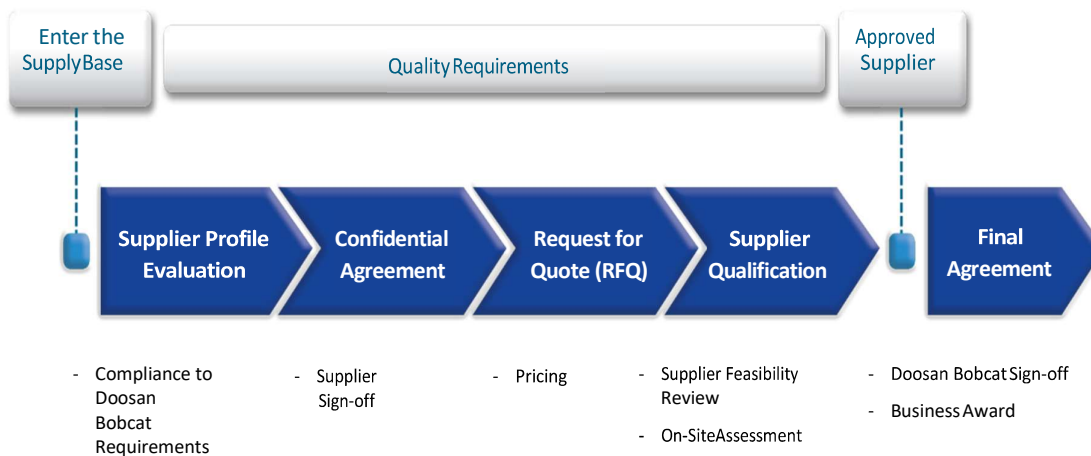 Enter the
SupplyBase
Quality Requirements
Approved
Supplier
Supplier Profile
Evaluation
Confidential
Agreement
Request for
Quote (RFQ)
Supplier
Qualification
Final
Agreement
- Compliance to
Doosan
Bobcat
Requirements
- Supplier
Sign-off
- Pricing
- Supplier Feasibility
Review
- On-SiteAssessment
- Doosan Bobcat Sign-off
- Business Award